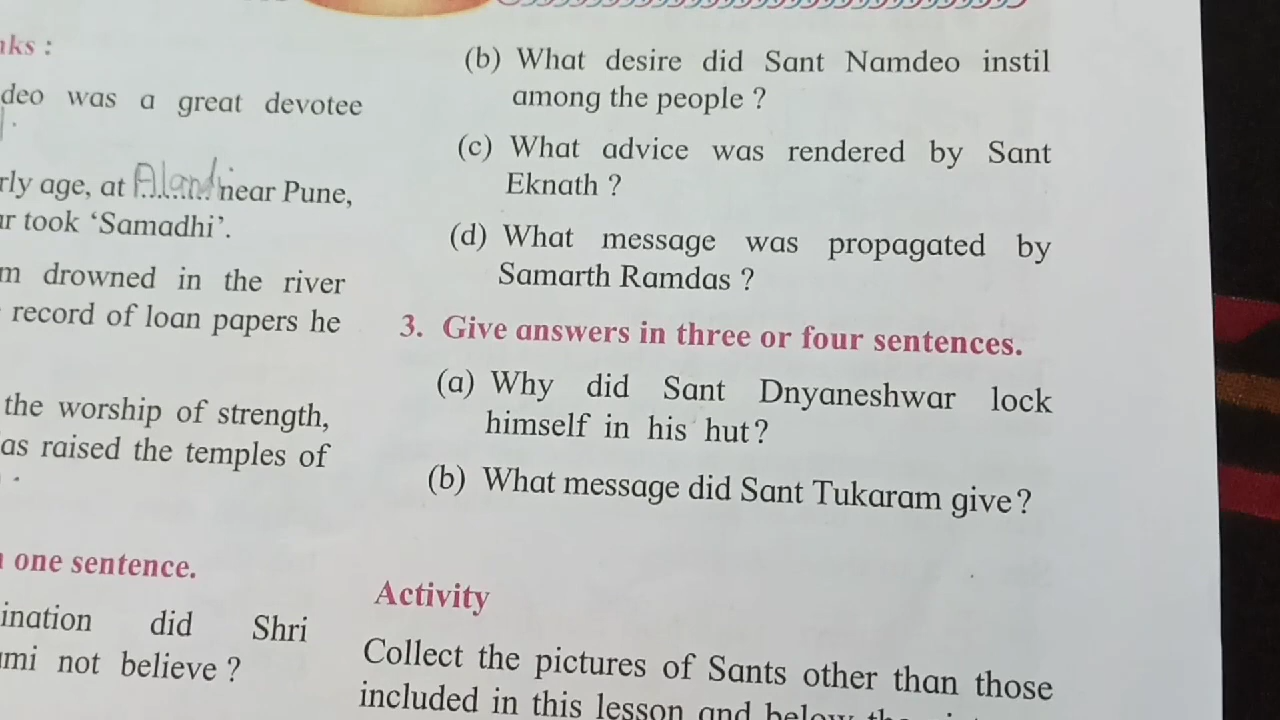 nks :
deo was a great devotee
rly age, at Alandi near Pune,
ar took ‘Samadhi’.
m drowned in the river
record of loan papers he
the worship of strength,
as raised the temples of
one sentence.
ination did Shri
mi not believe ?
(b) What desire did Sant Namdeo instil
among the people ?
(c) What advice was rendered by Sant
Eknath ?
(d) What message was propagated by
Samarth Ramdas ?
3. Give answers in three or four sentences.
(a) Why did Sant Dnyaneshwar lock
himself in his hut?
(b) What message did Sant Tukaram give?
Activity
Collect the pictures of Sants other than those
included in this lesson and below the